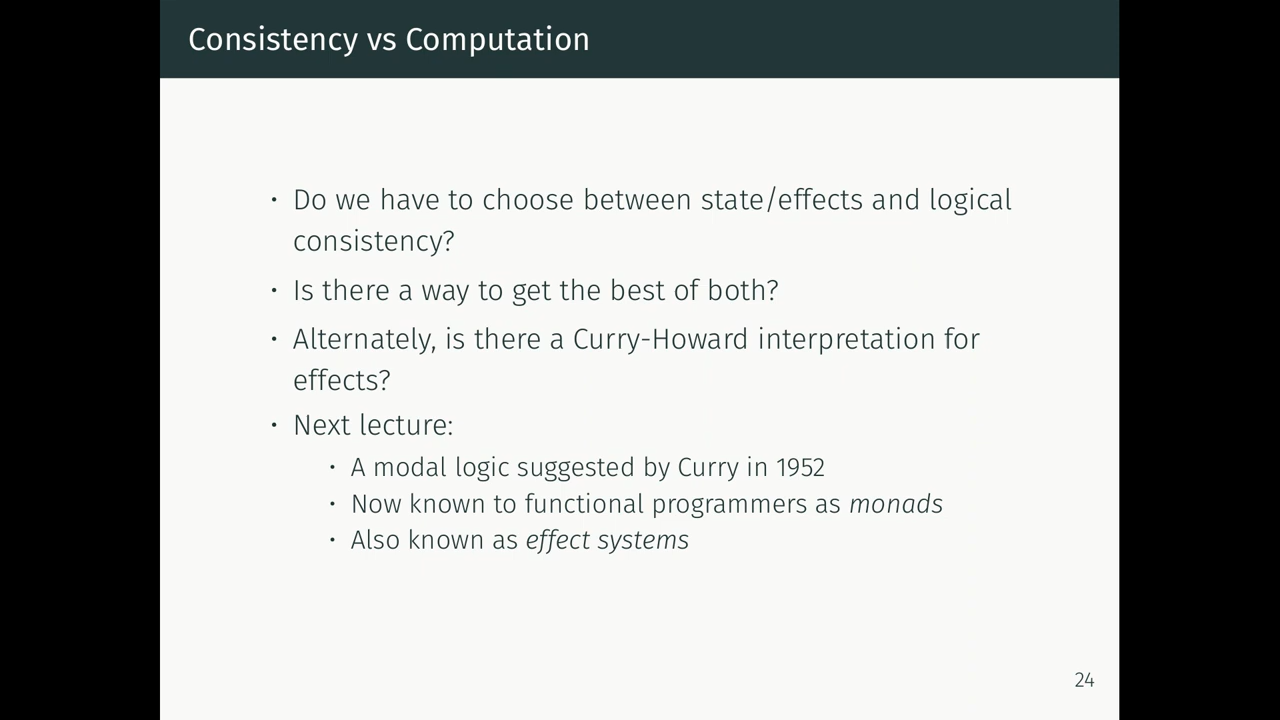 Consistency vs Computation
· Do we have to choose between state/effects and logical
consistency?
· Is there a way to get the best of both?
· Alternately, is there a Curry-Howard interpretation for
effects?
· Next lecture:
· A modal logic suggested by Curry in 1952
· Now known to functional programmers as monads
· Also known as effect systems
24